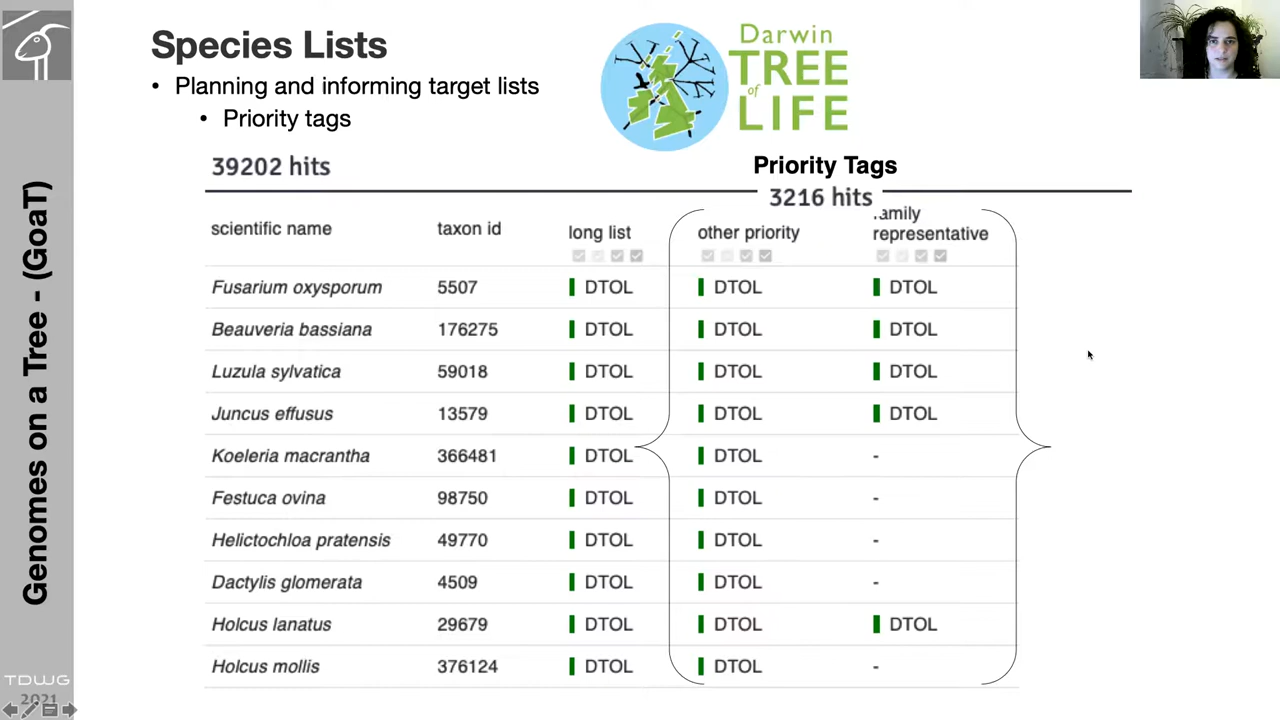 Species Lists
• Planning and informing target lists
• Priority tags
Darwin
TREE
of
LIFE
39202 hits
Priority Tags
3216 hits
scientific name taxon id long list other priority family representative
Fusarium oxysporum 5507 DTOL DTOL DTOL
Beauveria bassiana 176275 DTOL DTOL DTOL
Luzula sylvatica 59018 DTOL DTOL DTOL
Juncus effusus 13579 DTOL DTOL DTOL
Koeleria macrantha 366481 DTOL DTOL -
Festuca ovina 98750 DTOL DTOL -
Helictochloa pratensis 49770 DTOL DTOL -
Dactylis glomerata 4509 DTOL DTOL -
Holcus lanatus 29679 DTOL DTOL DTOL
Holcus mollis 376124 DTOL DTOL -
Genomes on a Tree - (GoaT)
TDWG
2021